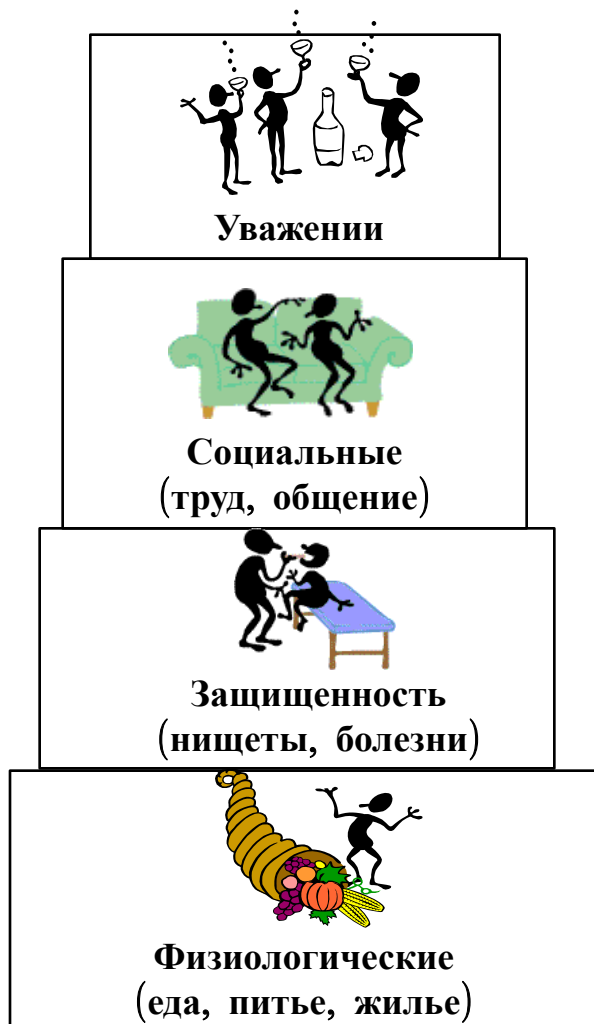 Уважении
Социальные
(труд, общение)
Защищенность
(нищеты, болезни)
Физиологические
(еда, питье, жилье)